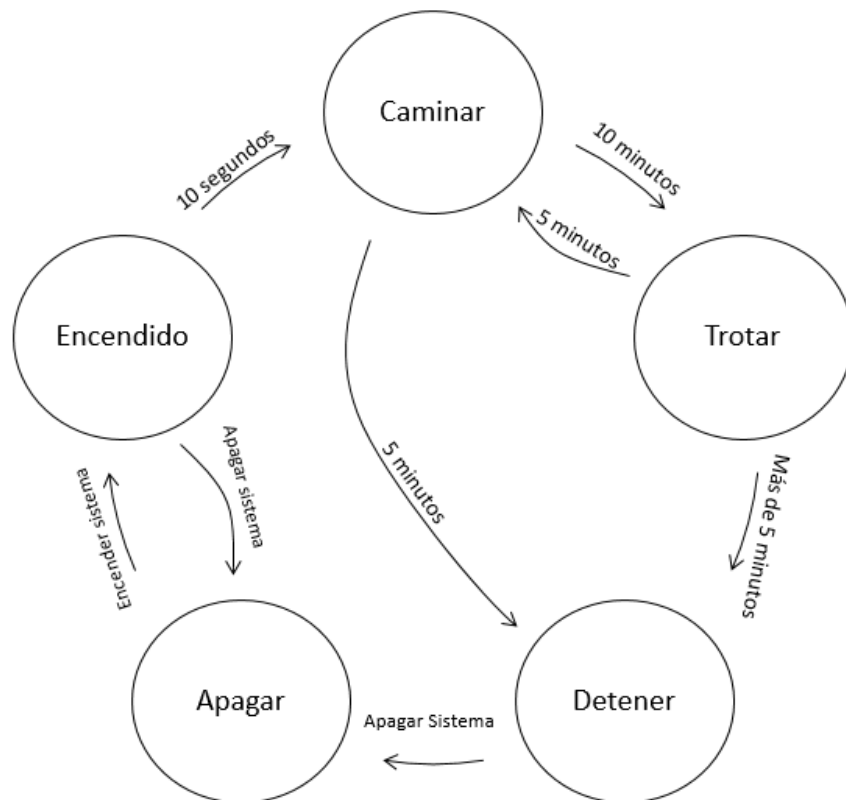 Caminar
10 segundos
10 minutos
5 minutos
Encendido
Trotar
Apagar sistema
5 minutos
Encender sistema
Más de 5 minutos
Apagar
Apagar Sistema
Detener